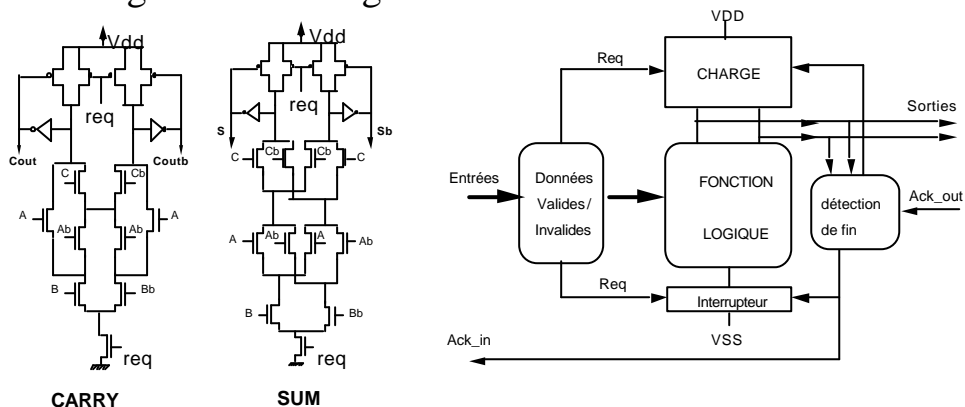 Vdd
req
Cout
Coutb
C
Cb
A
A
Ab
Ab
B
Bb
req
CARRY
Vdd
req
S
Sb
C
Cb
Cb
C
A
Ab
A
Ab
B
Bb
req
SUM
VDD
Req
CHARGE
Sorties
Entrées
Données
Valides/
Invalides
FONCTION
LOGIQUE
détection
de fin
Ack_out
Req
Interrupteur
VSS
Ack_in